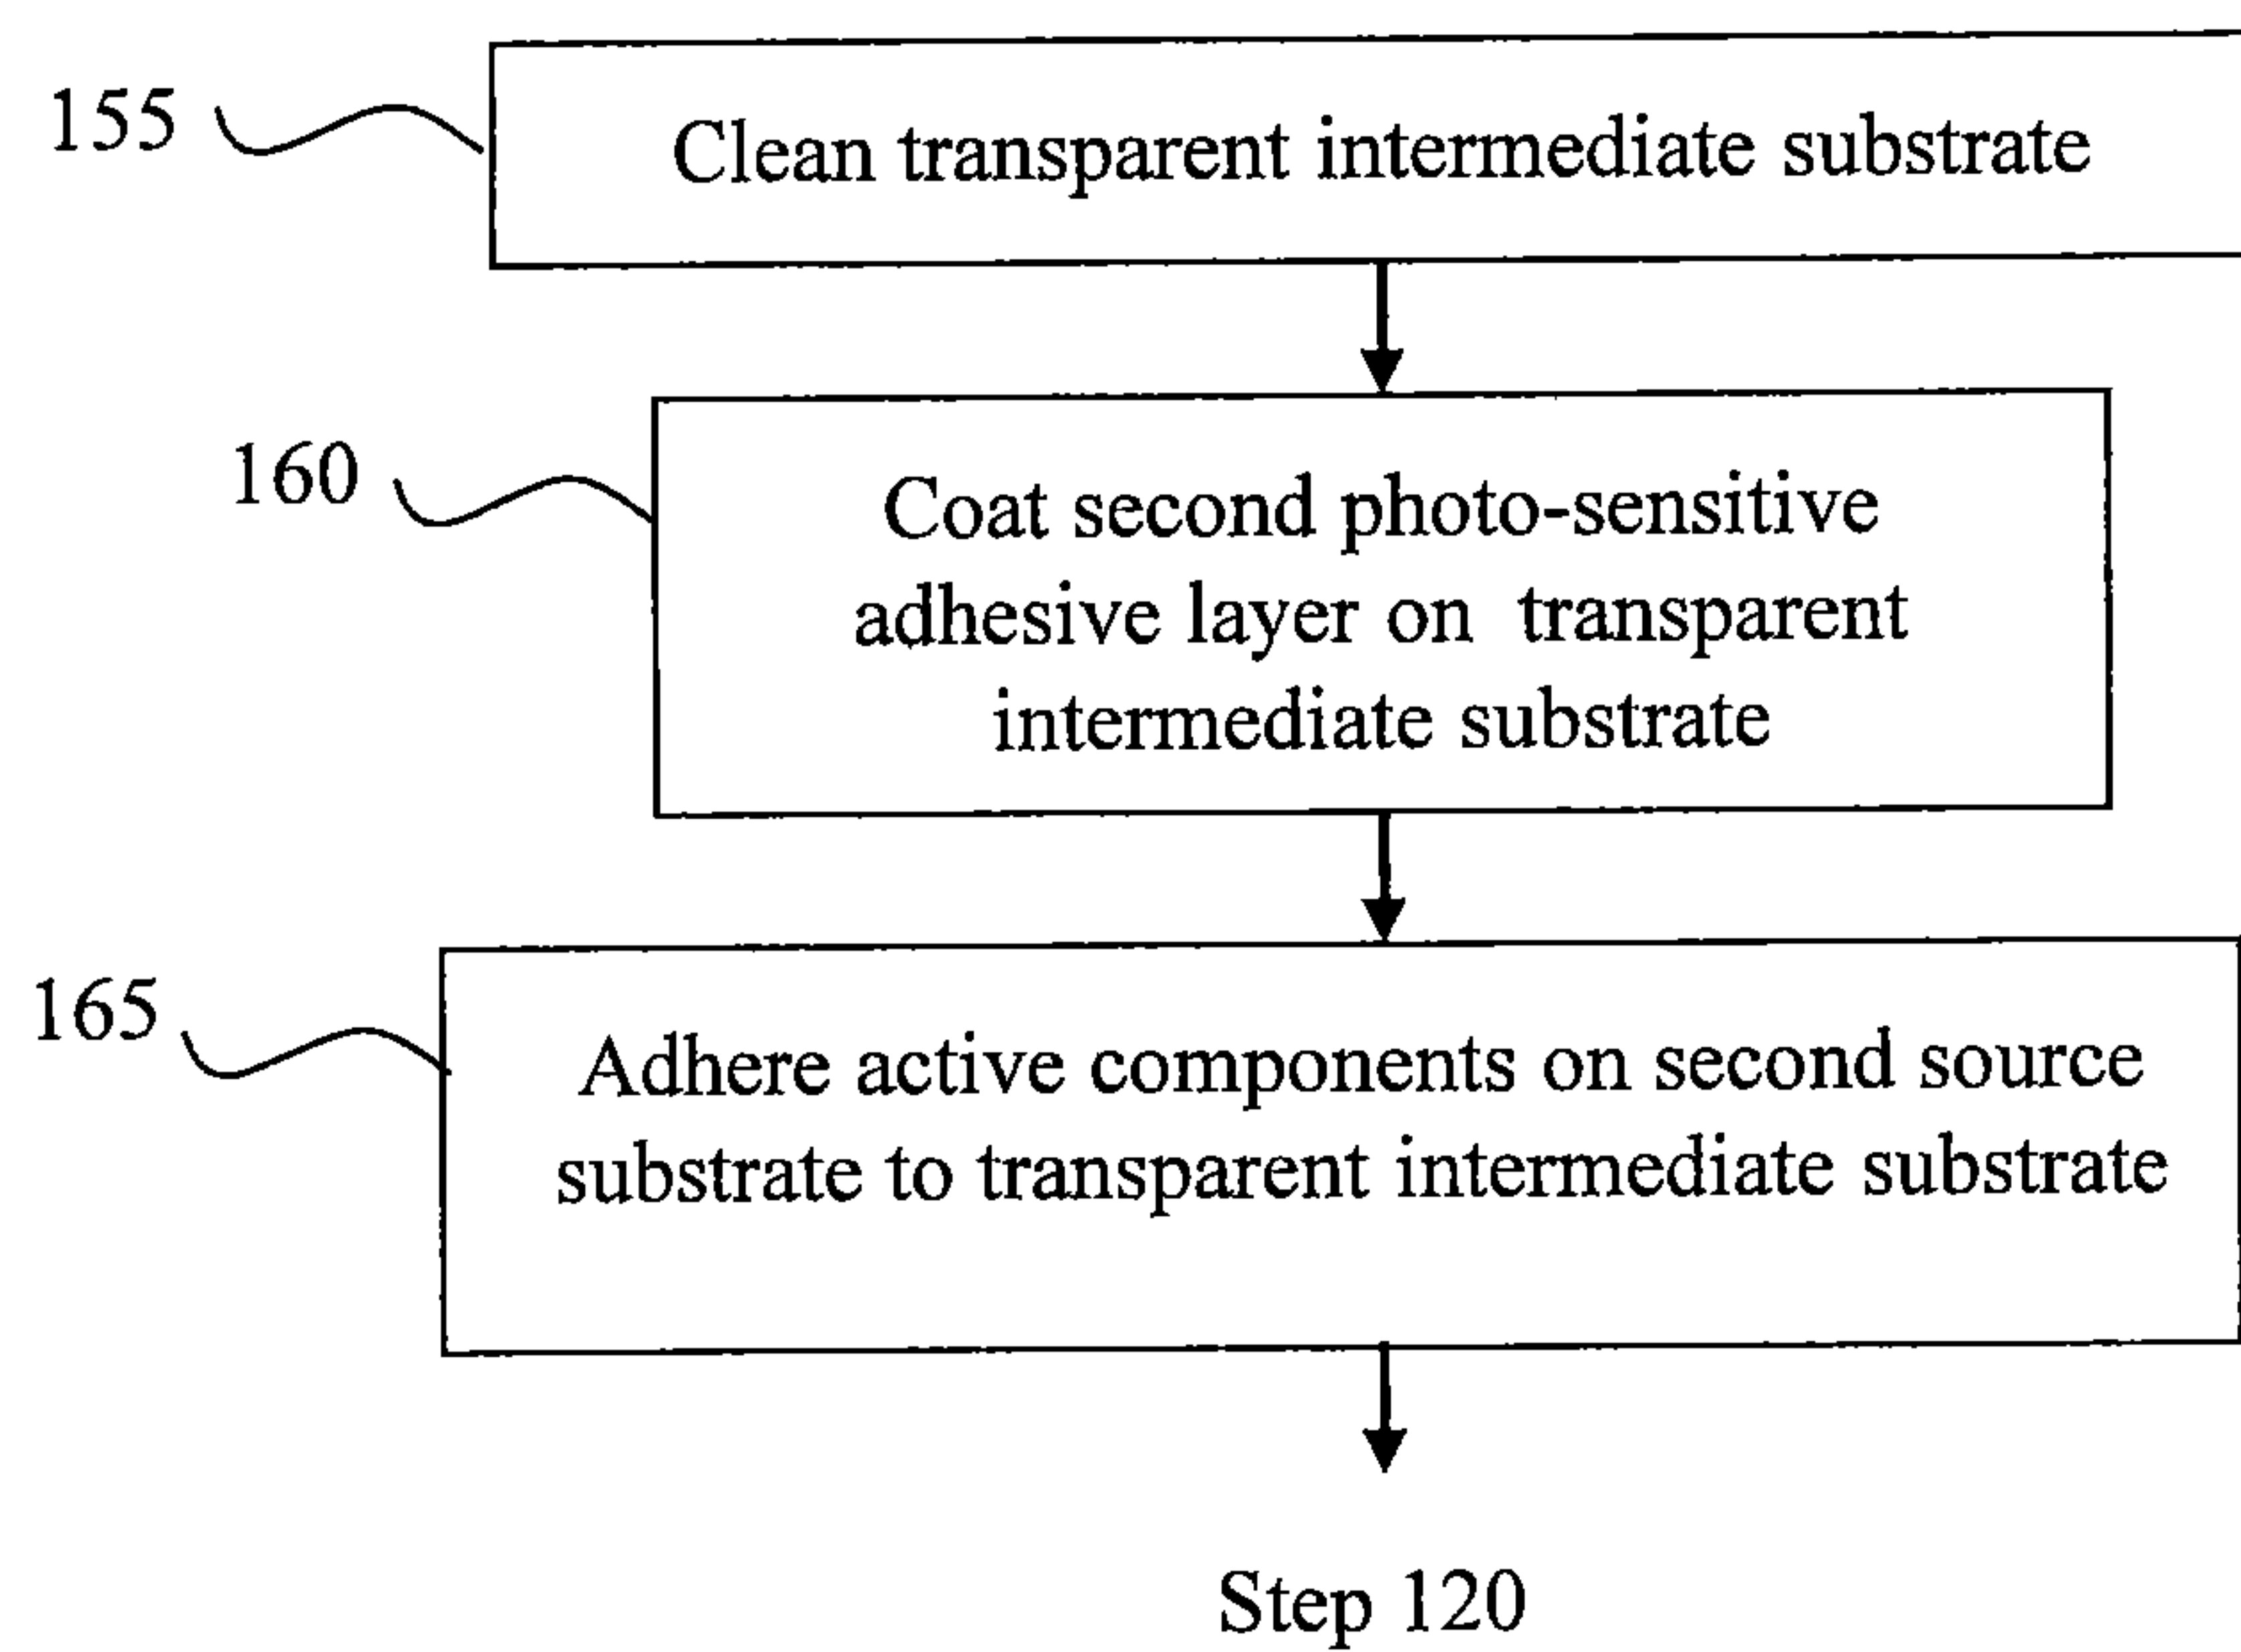 155
Clean transparent intermediate substrate
160
Coat second photo-sensitive
adhesive layer on transparent
intermediate substrate
165
Adhere active components on second source
substrate to transparent intermediate substrate
Step 120